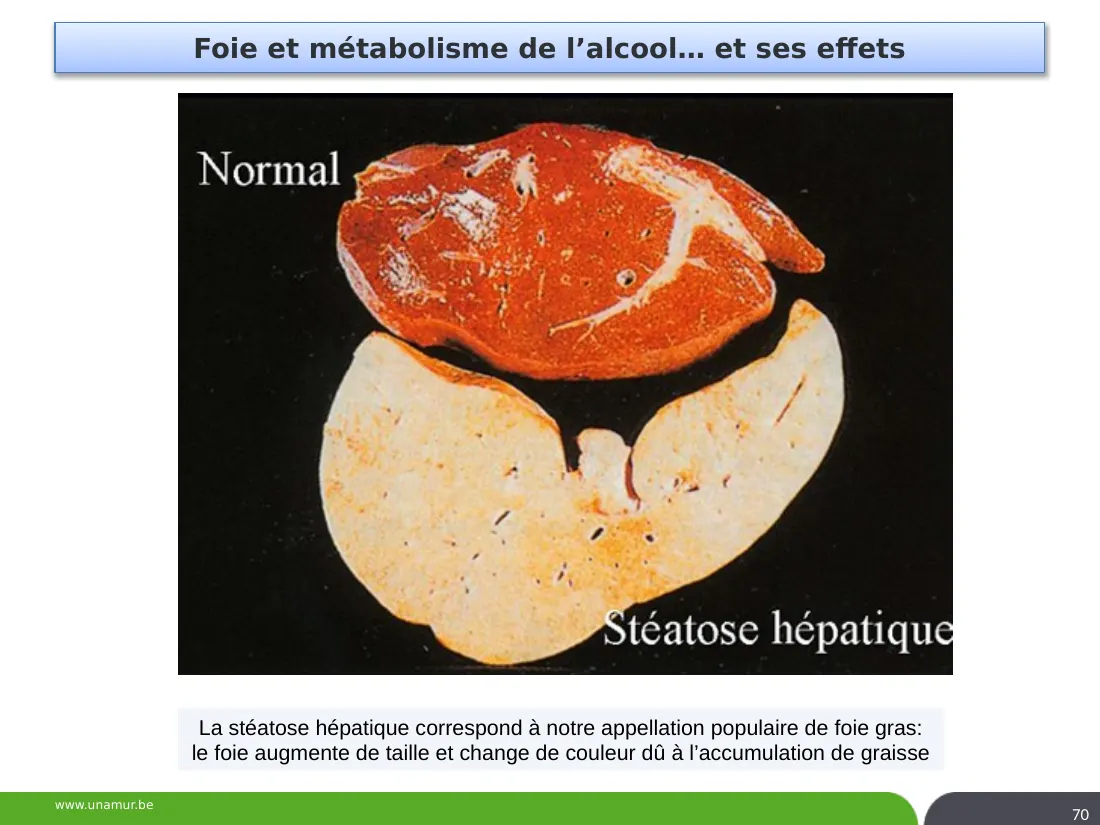 Foie et métabolisme de l’alcool… et ses effets
Normal
Stéatose hépatique
La stéatose hépatique correspond à notre appellation populaire de foie gras:
le foie augmente de taille et change de couleur dû à l’accumulation de graisse
www.unamur.be
70